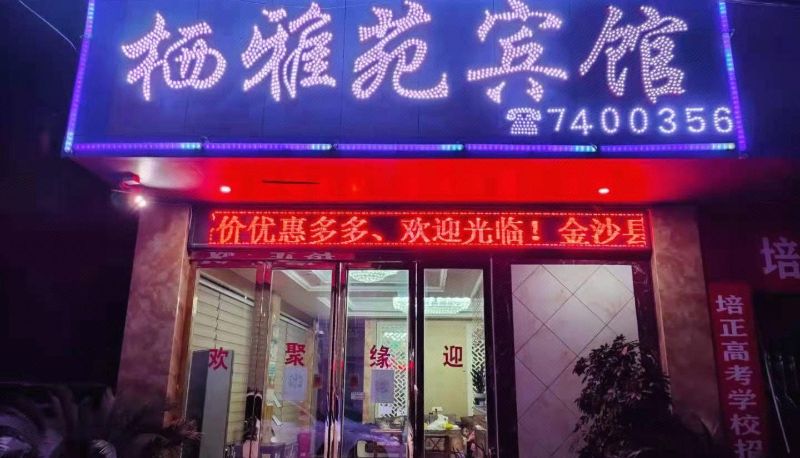 栖雅苑宾馆
☎7400356
价优惠多多、欢迎光临！金沙县
欢聚缘迎
培
培正高考学校招